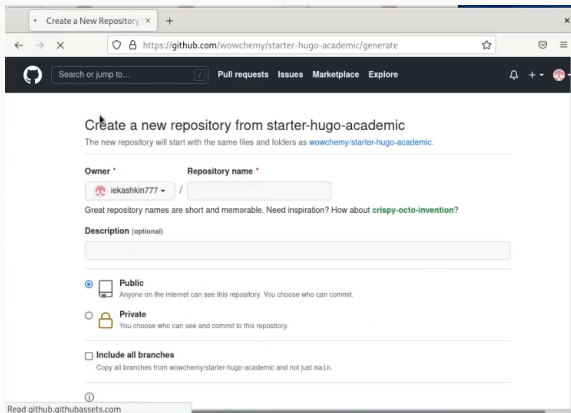 Create a New Repository
https://github.com/wowchemy/starter-hugo-academic/generate
Search or jump to...
/
Pull requests Issues Marketplace Explore
Create a new repository from starter-hugo-academic
The new repository will start with the same files and folders as wowchemy/starter-hugo-academic.
Owner * Repository name *
iekashkin777 /
Great repository names are short and memorable. Need inspiration? How about crispy-octo-invention?
Description (optional)
Public
Anyone on the internet can see this repository. You choose who can commit.
Private
You choose who can see and commit to this repository.
Include all branches
Copy all branches from wowchemy/starter-hugo-academic and not just main.
Read github.githubassets.com